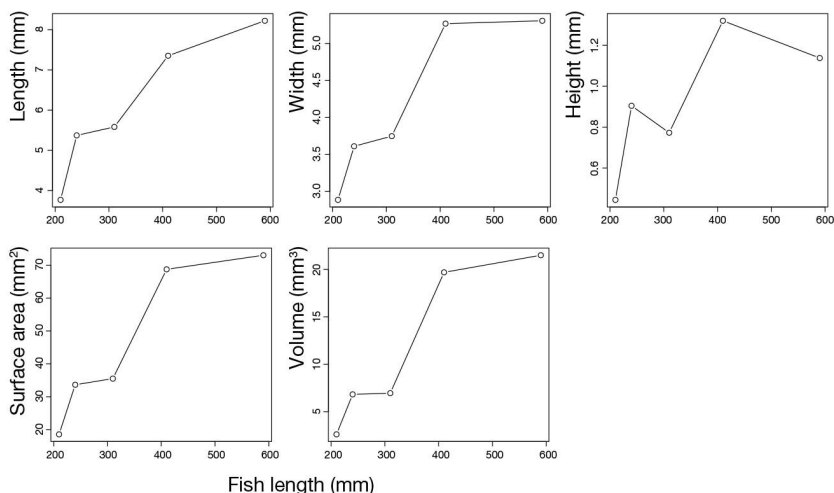 Length (mm)
8
7
6
5
4
200 300 400 500 600
Width (mm)
5.0
4.5
4.0
3.5
3.0
200 300 400 500 600
Height (mm)
1.2
1.0
0.8
0.6
200 300 400 500 600
Surface area (mm²)
70
60
50
40
30
20
200 300 400 500 600
Volume (mm³)
20
15
10
5
200 300 400 500 600
Fish length (mm)